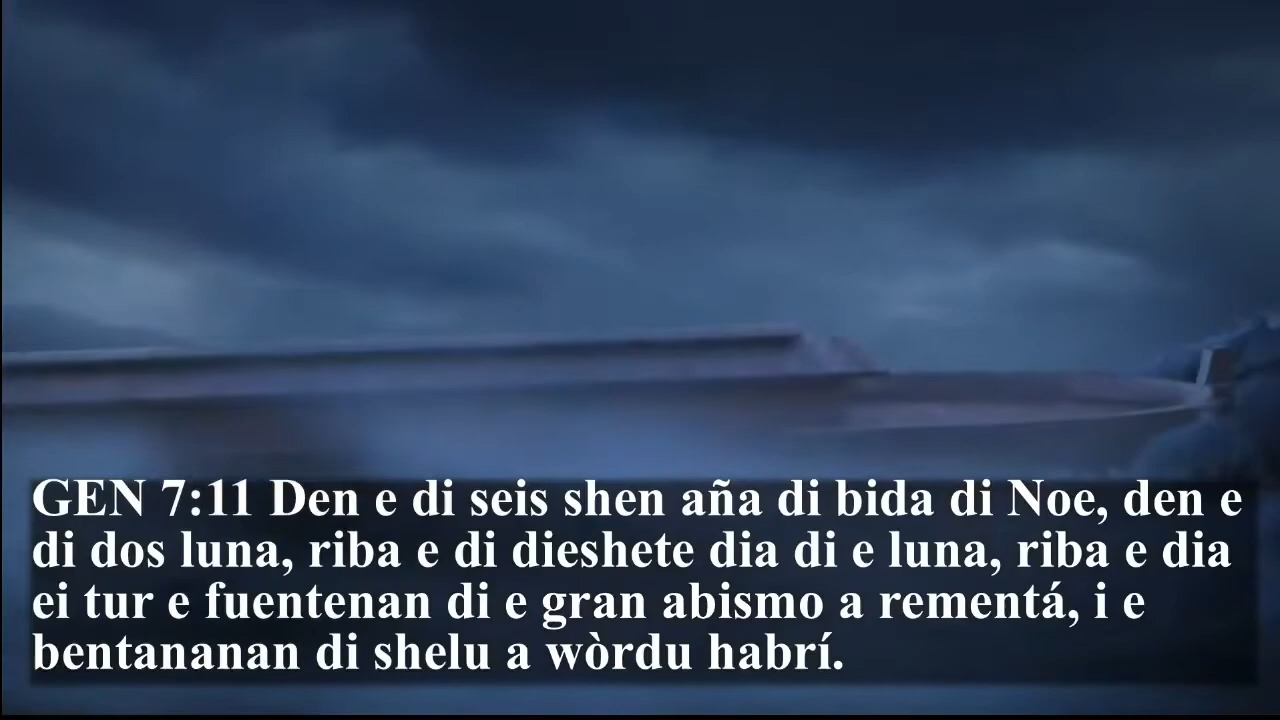 GEN 7:11 Den e di seis shen aña di bida di Noe, den e
di dos luna, riba e di dieshete dia di e luna, riba e dia
ei tur e fuentenan di e gran abismo a rementá, i e
bentananan di shelu a wòrdu habrí.